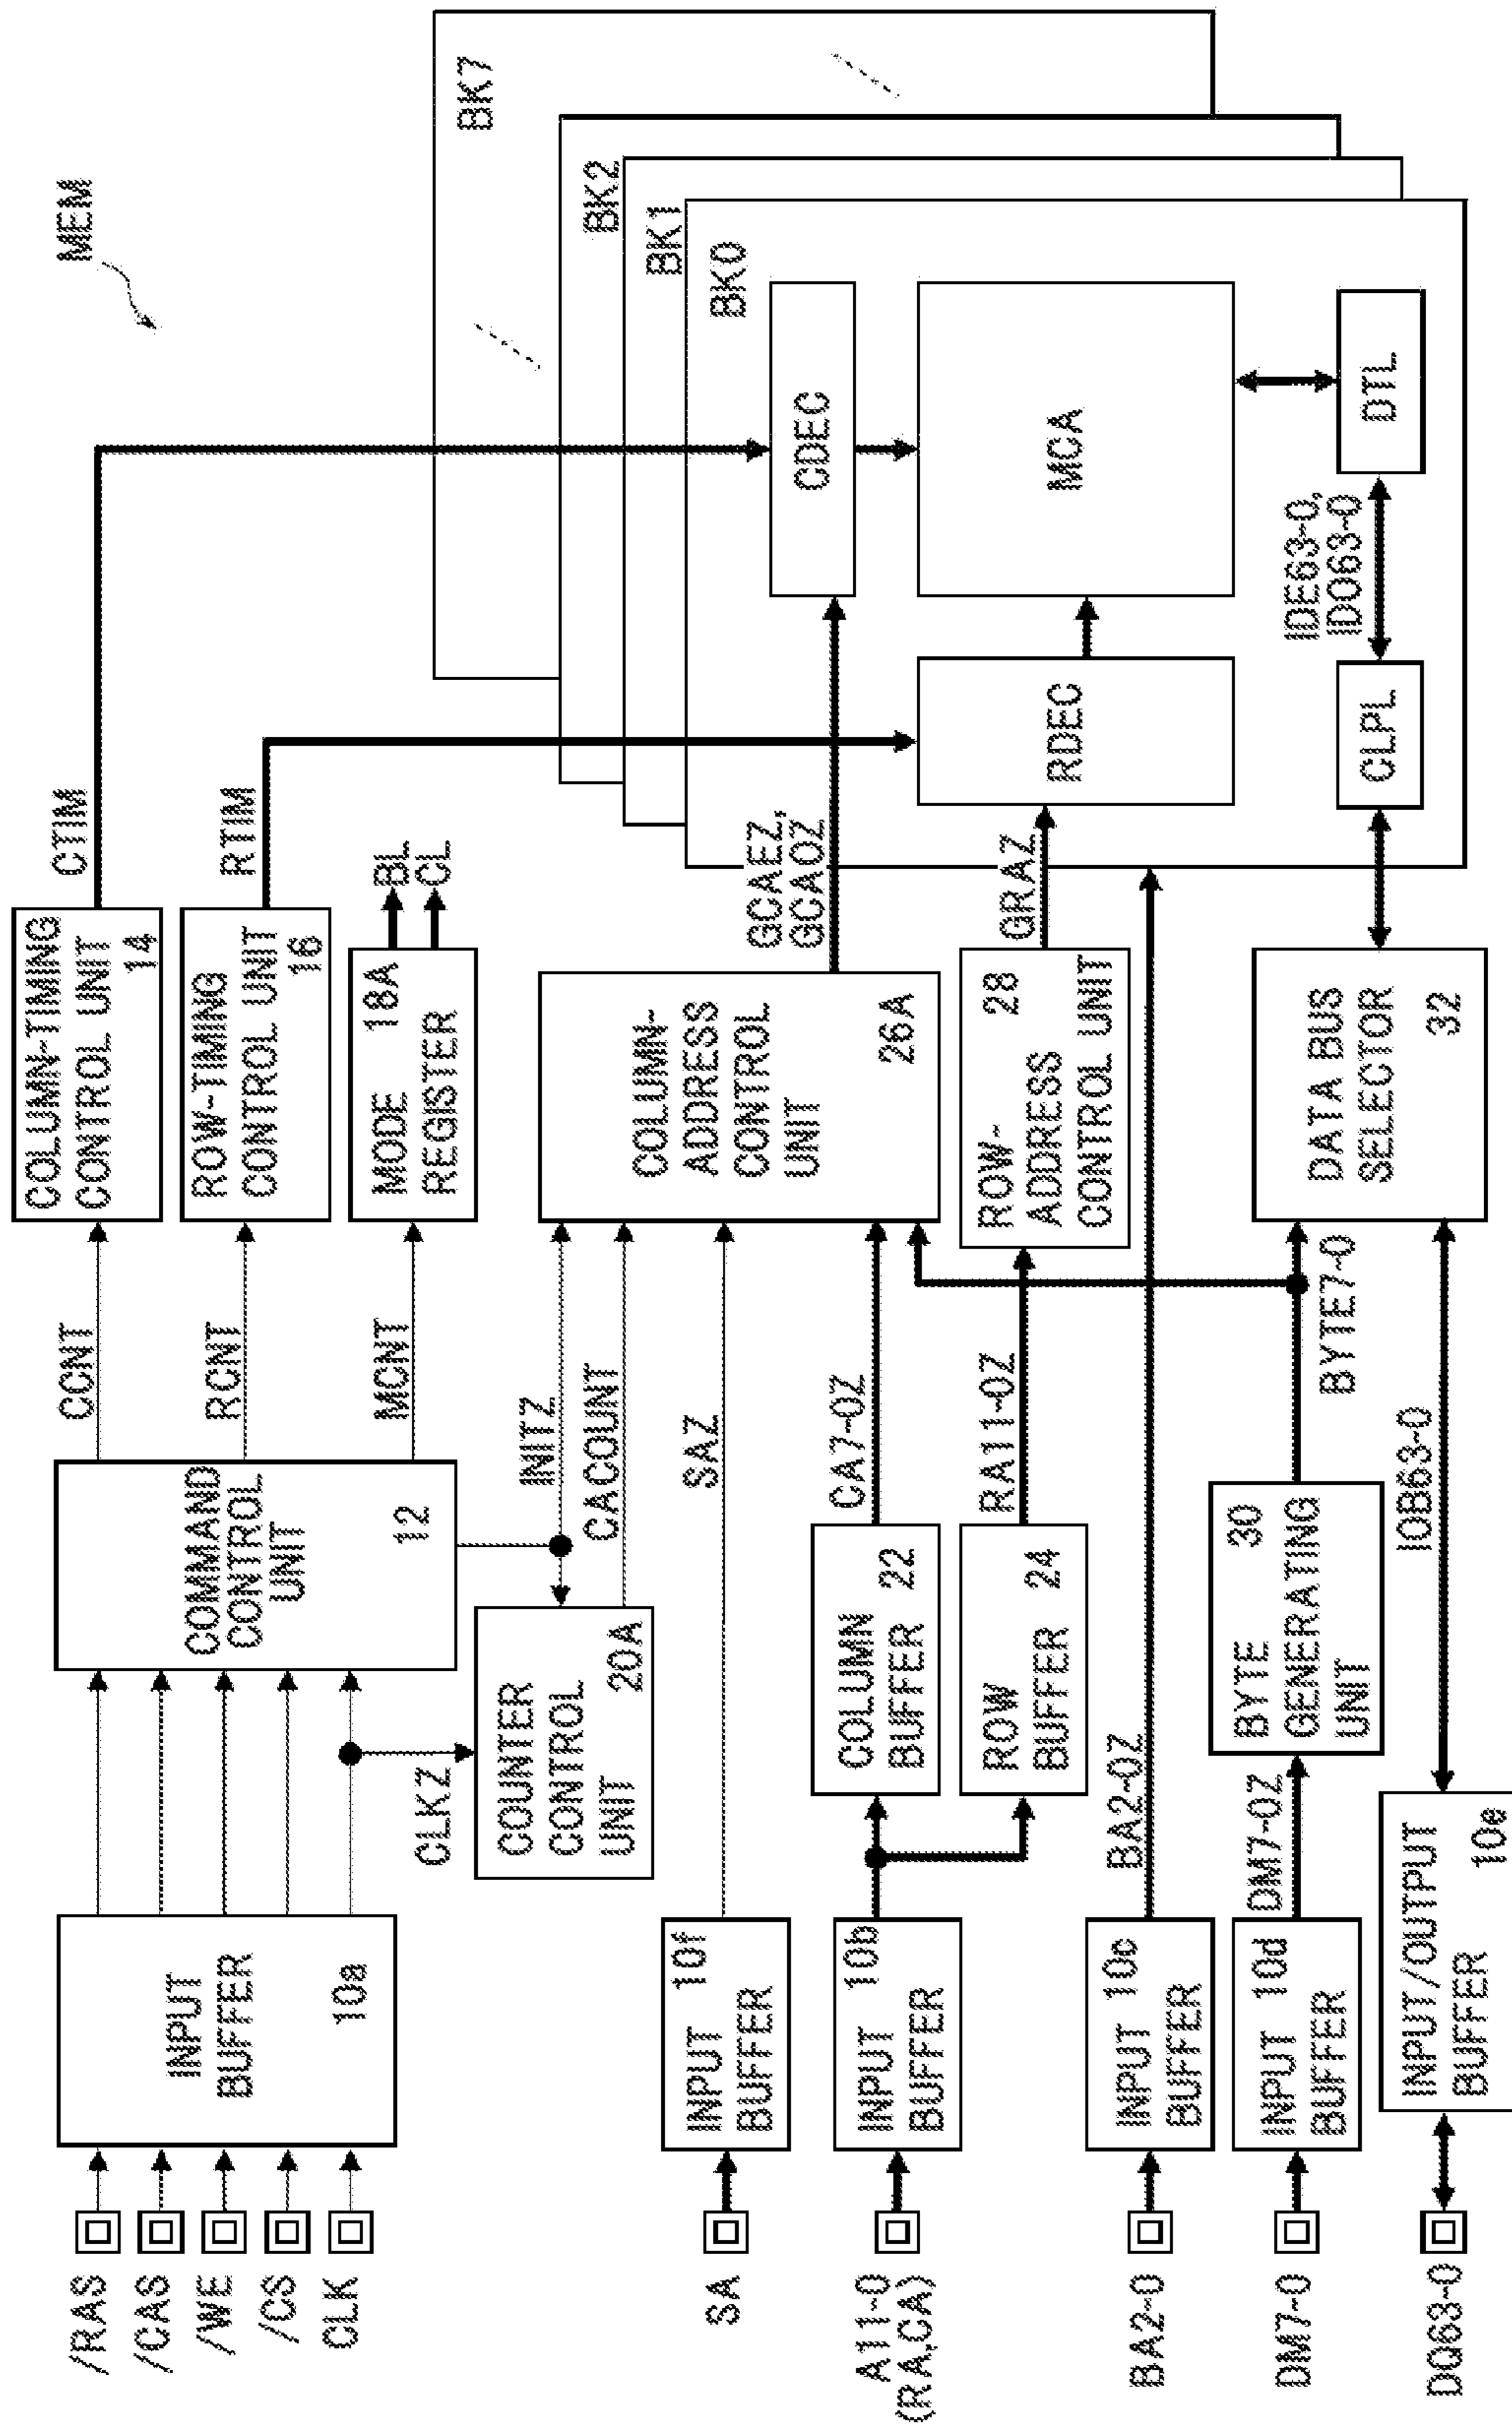 MEM
/RAS
/CAS
/WE
/CS
CLK
INPUT
BUFFER
10a
COMMAND
CONTROL
UNIT
12
CLKZ
COUNTER
CONTROL
UNIT
20A
CCNT
RCNT
MCNT
INITZ
CACOUNT
COLUMN-TIMING
CONTROL UNIT
14
ROW-TIMING
CONTROL UNIT
16
MODE 18A
REGISTER
CTIM
RTIM
BL
CL
SA
INPUT 10f
BUFFER
SAZ
COLUMN-
ADDRESS
CONTROL
UNIT
26A
GCAEZ,
GCAOZ
A11-0
(RA,CA)
INPUT 10b
BUFFER
COLUMN
BUFFER 22
CA7-0Z
ROW
BUFFER 24
RA11-0Z
ROW- 28
ADDRESS
CONTROL UNIT
GRAZ
BA2-0
INPUT 10c
BUFFER
BA2-0Z
DM7-0
INPUT 10d
BUFFER
DM7-0Z
BYTE 30
GENERATING
UNIT
BYTE7-0
DQ63-0
INPUT/OUTPUT
BUFFER 10e
IOB63-0
DATA BUS
SELECTOR
32
BK7
BK2
BK1
BK0
CDEC
RDEC
MCA
CLPL
IDE63-0,
IDO63-0
DTL